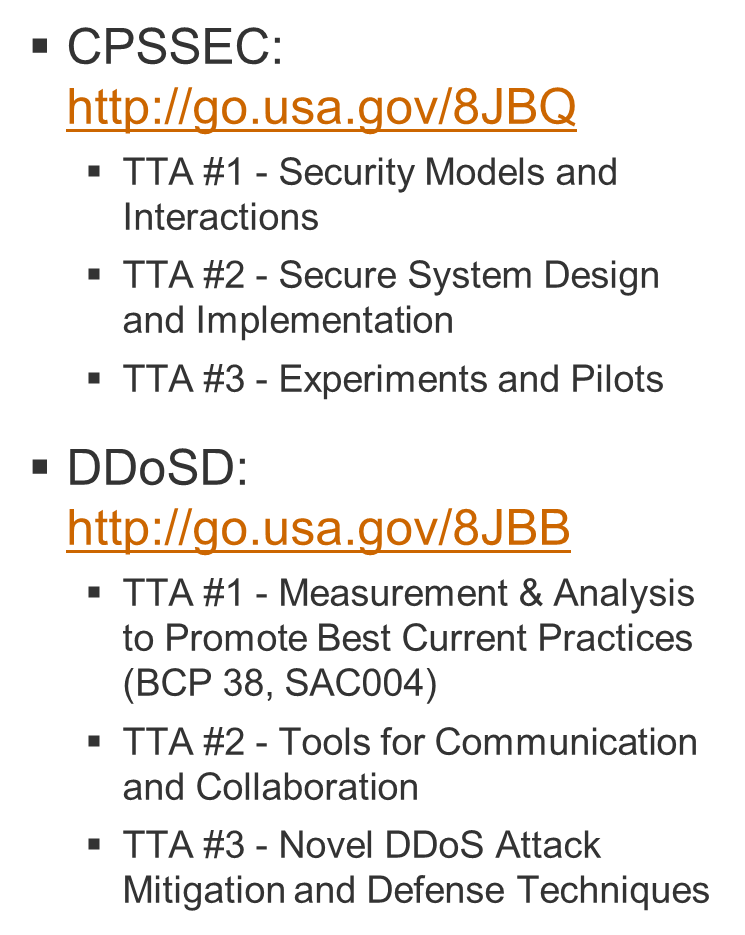 ▪ CPSSEC:
http://go.usa.gov/8JBQ
▪ TTA #1 - Security Models and
Interactions
▪ TTA #2 - Secure System Design
and Implementation
▪ TTA #3 - Experiments and Pilots
▪ DDoSD:
http://go.usa.gov/8JBB
▪ TTA #1 - Measurement & Analysis
to Promote Best Current Practices
(BCP 38, SAC004)
▪ TTA #2 - Tools for Communication
and Collaboration
▪ TTA #3 - Novel DDoS Attack
Mitigation and Defense Techniques